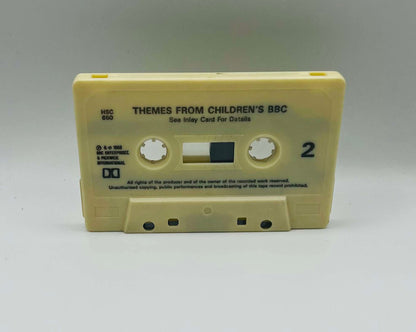 HSC
650
THEMES FROM CHILDREN'S BBC
See Inlay Card For Details
BBC ENTERPRISES
& PICKWICK
INTERNATIONAL
2
All rights of the producer and of the owner of the recorded work reserved.
Unauthorised copying, public performances and broadcasting of this tape record prohibited.